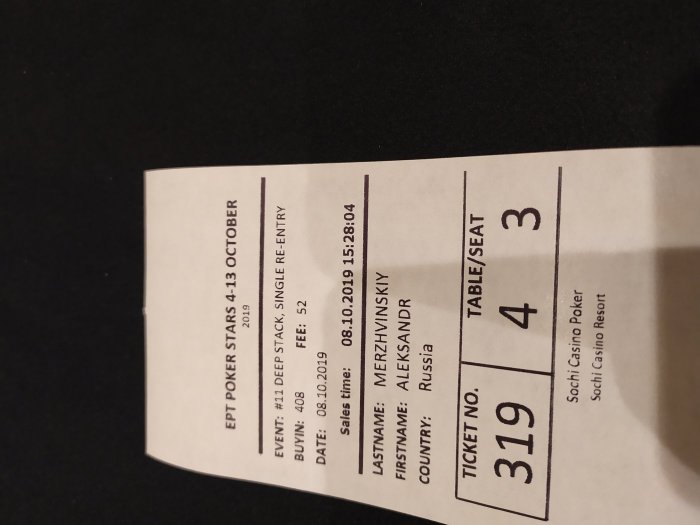 EPT POKER STARS 4-13 OCTOBER
2019
EVENT: #11 DEEP STACK, SINGLE RE-ENTRY
BUYIN: 408 FEE: 52
DATE: 08.10.2019
Sales time: 08.10.2019 15:28:04
LASTNAME: MERZHVINSKIY
FIRSTNAME: ALEKSANDR
COUNTRY: Russia
TICKET NO. TABLE/SEAT
319 4 3
Sochi Casino Poker
Sochi Casino Resort